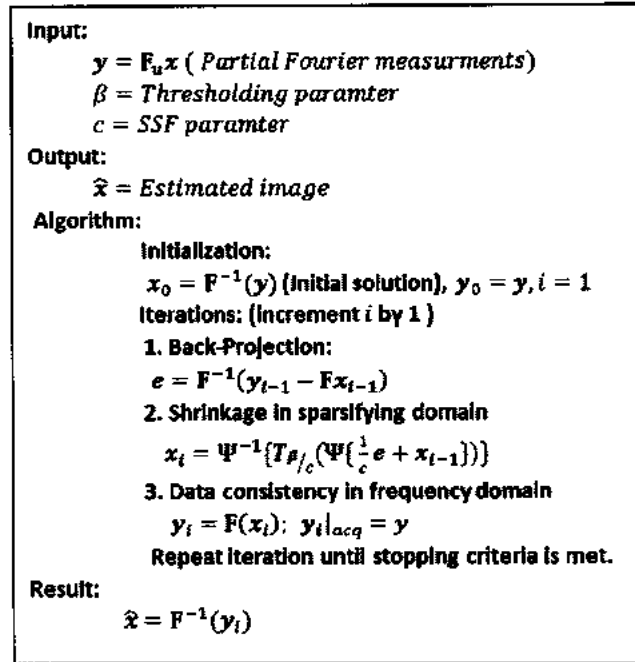 Input:
y = F_u x ( Partial Fourier measurments)
β = Thresholding paramter
c = SSF paramter
Output:
x̂ = Estimated image
Algorithm:
Initialization:
x_0 = F^{-1}(y) (Initial solution), y_0 = y, i = 1
Iterations: (increment i by 1 )
1. Back-Projection:
e = F^{-1}(y_{i-1} − Fx_{i-1})
2. Shrinkage in sparsifying domain
x_i = Ψ^{-1}{T_{β/c}(Ψ{\frac{1}{c}e + x_{i-1}})}
3. Data consistency in frequency domain
y_i = F(x_i); y_i|_{acq} = y
Repeat iteration until stopping criteria is met.
Result:
x̂ = F^{-1}(y_i)